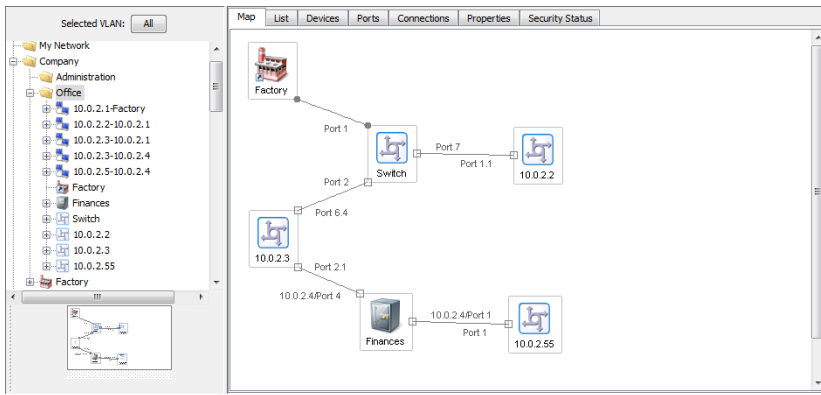 Selected VLAN: All
My Network
Company
Administration
Office
10.0.2.1-Factory
10.0.2.2-10.0.2.1
10.0.2.3-10.0.2.1
10.0.2.3-10.0.2.4
10.0.2.5-10.0.2.4
Factory
Finances
Switch
10.0.2.2
10.0.2.3
10.0.2.55
Factory
Map List Devices Ports Connections Properties Security Status
Factory
Port 1
Port 7
Port 1.1
Switch
10.0.2.2
Port 2
Port 6.4
10.0.2.3
Port 2.1
10.0.2.4/Port 4
10.0.2.4/Port 1
Port 1
Finances
10.0.2.55